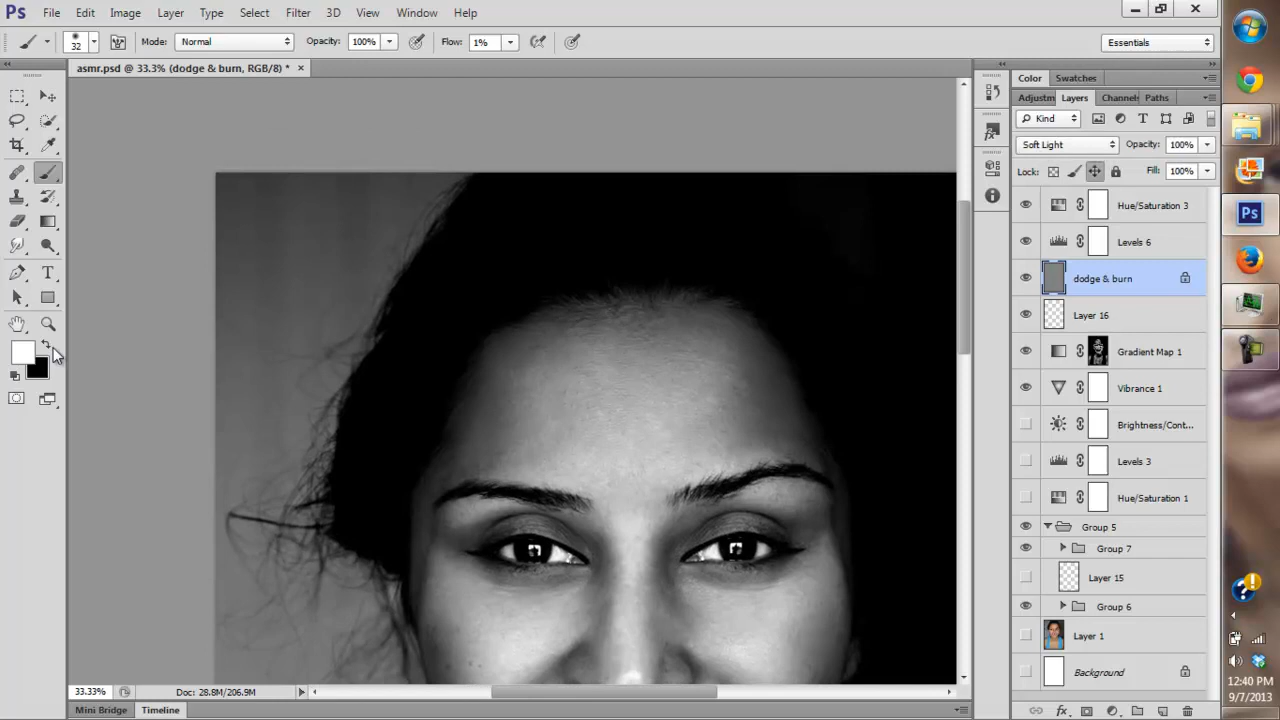 Ps File Edit Image Layer Type Select Filter 3D View Window Help
32 Mode: Normal Opacity: 100% Flow: 1% Essentials
asmr.psd @ 33.3% (dodge & burn, RGB/8) * ×
Color Swatches
Adjustm Layers Channels Paths
Kind
Soft Light Opacity: 100%
Lock: Fill: 100%
Hue/Saturation 3
Levels 6
dodge & burn
Layer 16
Gradient Map 1
Vibrance 1
Brightness/Cont...
Levels 3
Hue/Saturation 1
Group 5
Group 7
Layer 15
Group 6
Layer 1
Background
33.33% Doc: 28.8M/206.9M
Mini Bridge Timeline
12:40 PM
9/7/2013